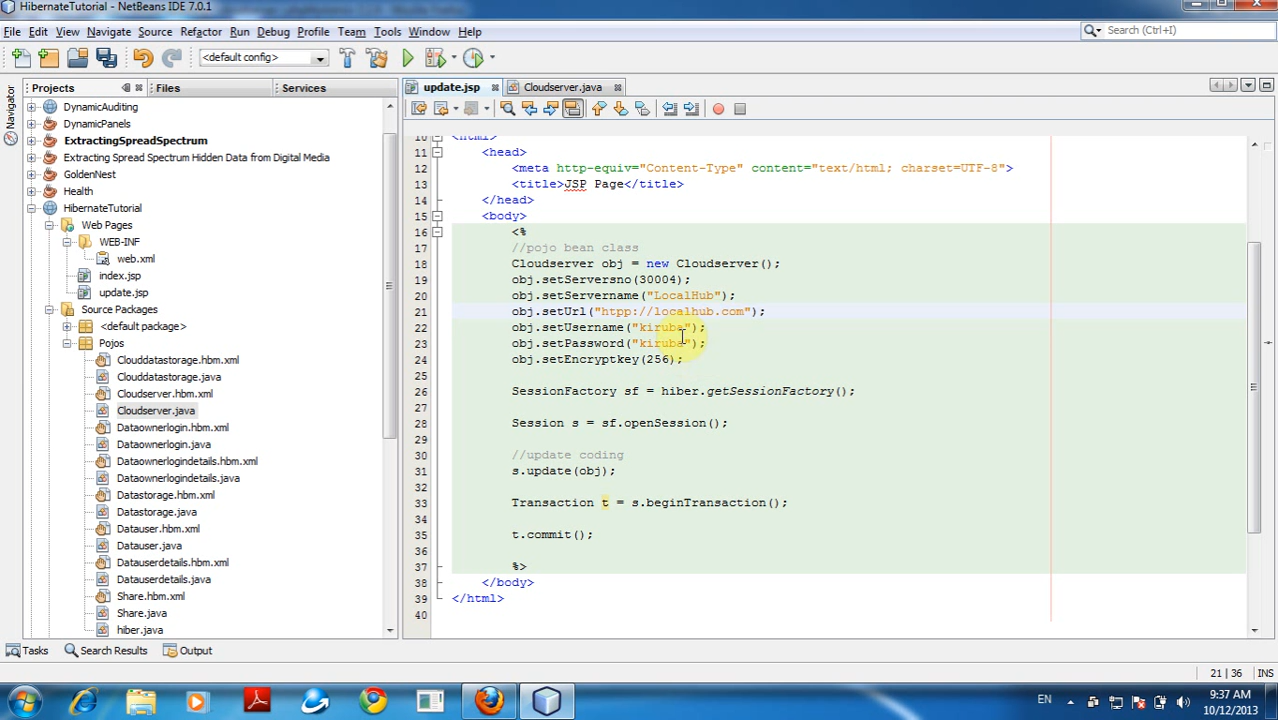 HibernateTutorial - NetBeans IDE 7.0.1
File Edit View Navigate Source Refactor Run Debug Profile Team Tools Window Help
Search (Ctrl+I)
<default config>
Projects Files Services
update.jsp Cloudserver.java
Navigator
DynamicAuditing
DynamicPanels
ExtractingSpreadSpectrum
Extracting Spread Spectrum Hidden Data from Digital Media
GoldenNest
Health
HibernateTutorial
Web Pages
WEB-INF
web.xml
index.jsp
update.jsp
Source Packages
<default package>
Pojos
Clouddatastorage.hbm.xml
Clouddatastorage.java
Cloudserver.hbm.xml
Cloudserver.java
Dataownerlogin.hbm.xml
Dataownerlogin.java
Dataownerlogindetails.hbm.xml
Dataownerlogindetails.java
Datastorage.hbm.xml
Datastorage.java
Datauser.hbm.xml
Datauser.java
Datauserdetails.hbm.xml
Datauserdetails.java
Share.hbm.xml
Share.java
hiber.java
10 <html>
11 <head>
12 <meta http-equiv="Content-Type" content="text/html; charset=UTF-8">
13 <title>JSP Page</title>
14 </head>
15 <body>
16 <%
17 //pojo bean class
18 Cloudserver obj = new Cloudserver();
19 obj.setServersno(30004);
20 obj.setServername("LocalHub");
21 obj.setUrl("htpp://localhub.com");
22 obj.setUsername("kiruba");
23 obj.setPassword("kiruba");
24 obj.setEncryptkey(256);
25
26 SessionFactory sf = hiber.getSessionFactory();
27
28 Session s = sf.openSession();
29
30 //update coding
31 s.update(obj);
32
33 Transaction t = s.beginTransaction();
34
35 t.commit();
36
37 %>
38 </body>
39 </html>
40
Tasks Search Results Output
21 | 36 INS
EN
9:37 AM
10/12/2013